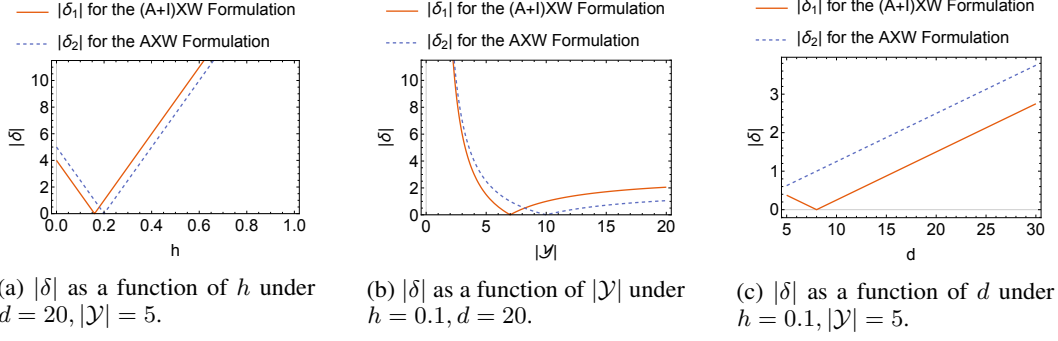 |δ₁| for the (A+I)XW Formulation
|δ₂| for the AXW Formulation
|δ|
10
8
6
4
2
0
0.0 0.2 0.4 0.6 0.8 1.0
h
(a) |δ| as a function of h under
d = 20, |𝒴| = 5.
|δ₁| for the (A+I)XW Formulation
|δ₂| for the AXW Formulation
|δ|
10
8
6
4
2
0
0 5 10 15 20
|𝒴|
(b) |δ| as a function of |𝒴| under
h = 0.1, d = 20.
|δ₁| for the (A+I)XW Formulation
|δ₂| for the AXW Formulation
|δ|
3
2
1
0
5 10 15 20 25 30
d
(c) |δ| as a function of d under
h = 0.1, |𝒴| = 5.